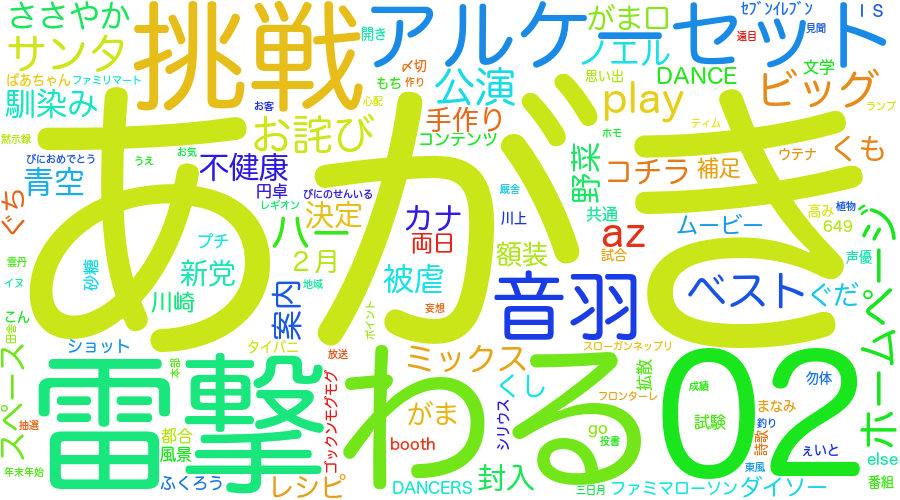 ささやか
挑戦
アルケー
セット
がま口
ｾﾌﾞﾝｲﾚﾌﾞﾝ
ＩＳ
サンタ
開き
ノエル
遠目
見聞
ばあちゃん
ファミリマート
〆切
公演
もち
作り
思い出
DANCE
文学
ビッグ
馴染み
お客
心配
手作り
play
ランプ
黙示録
お詫び
コンテンツ
ホモ
ティム
あがき
ぴにおめでとう
うえ
お気
不健康
野菜
コチラ
補足
ウテナ
くも
青空
円卓
ぴにのせんいる
厩舎
植物
ぐち
レギオン
ハー
決定
カナ
川上
共通
高み
649
両日
az
ムービー
プチ
２月
額装
試合
声優
雲丹
イヌ
砂糖
新党
地域
被虐
音羽
ベスト
ぐだ
ホームページ
川崎
案内
妄想
こん
田舎
ポイント
ショット
タイパニ
放送
スローガンネップリ
スペース
本部
雷撃
わる
02
ミックス
拡散
勿体
ゴックンモグモグ
くし
フロンターレ
成績
がま
シリウス
まなみ
抽選
都合
go
試験
釣り
風景
booth
投書
詩歌
ぇいと
else
年末年始
ふくろう
レシピ
DANCERS
封入
三日月
ファミマローソン
東風
ダイソー
番組